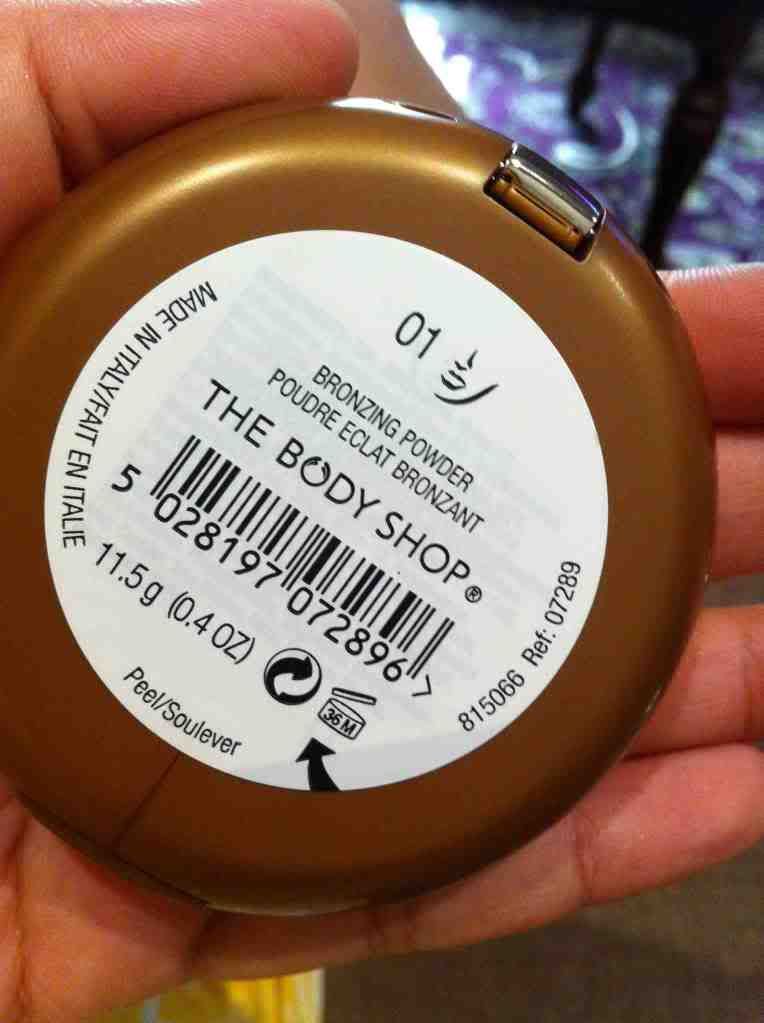 01
BRONZING POWDER
POUDRE ECLAT BRONZANT
THE BODY SHOP®
5 028197 072896 >
11.5g (0.4 OZ)
36 M
Peel/Soulever
MADE IN ITALY/FAIT EN ITALIE
815066 Ref: 07289